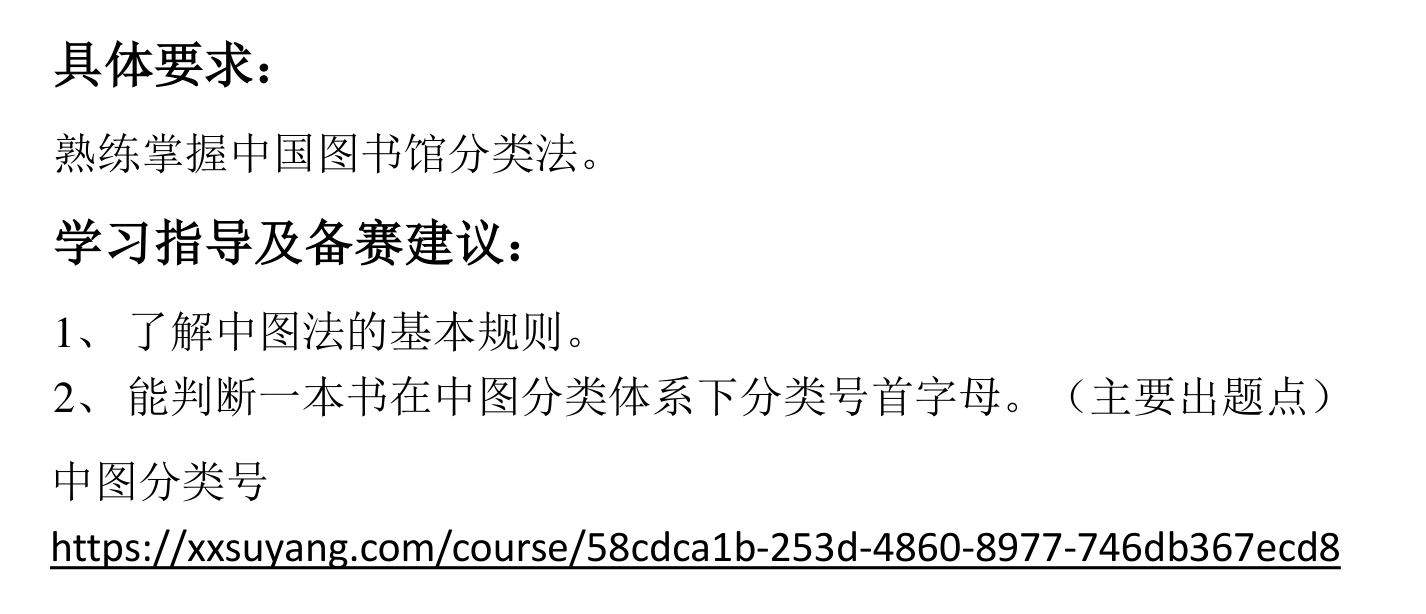 具体要求：
熟练掌握中国图书馆分类法。
学习指导及备赛建议：
1、 了解中图法的基本规则。
2、 能判断一本书在中图分类体系下分类号首字母。（主要出题点）
中图分类号
https://xxsuyang.com/course/58cdca1b-253d-4860-8977-746db367ecd8